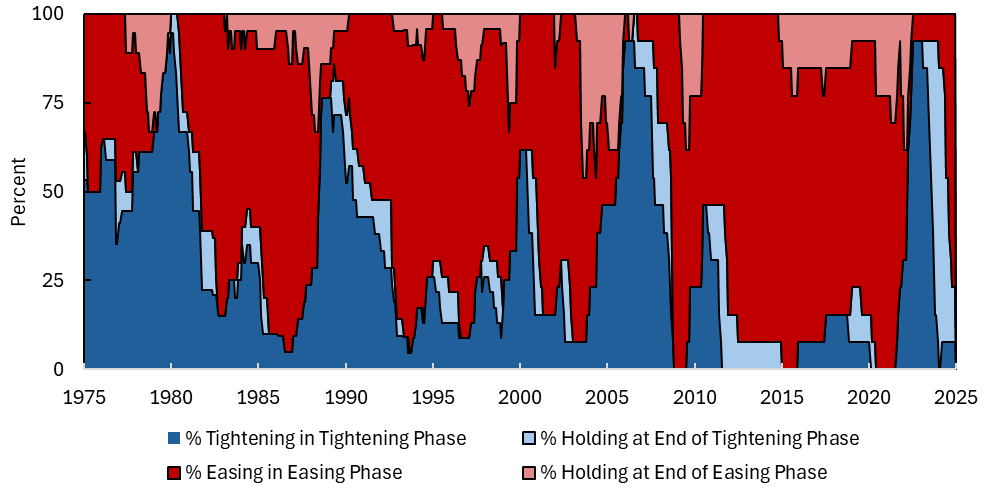 100
75
50
25
0
Percent
1975 1980 1985 1990 1995 2000 2005 2010 2015 2020 2025
% Tightening in Tightening Phase % Holding at End of Tightening Phase
% Easing in Easing Phase % Holding at End of Easing Phase